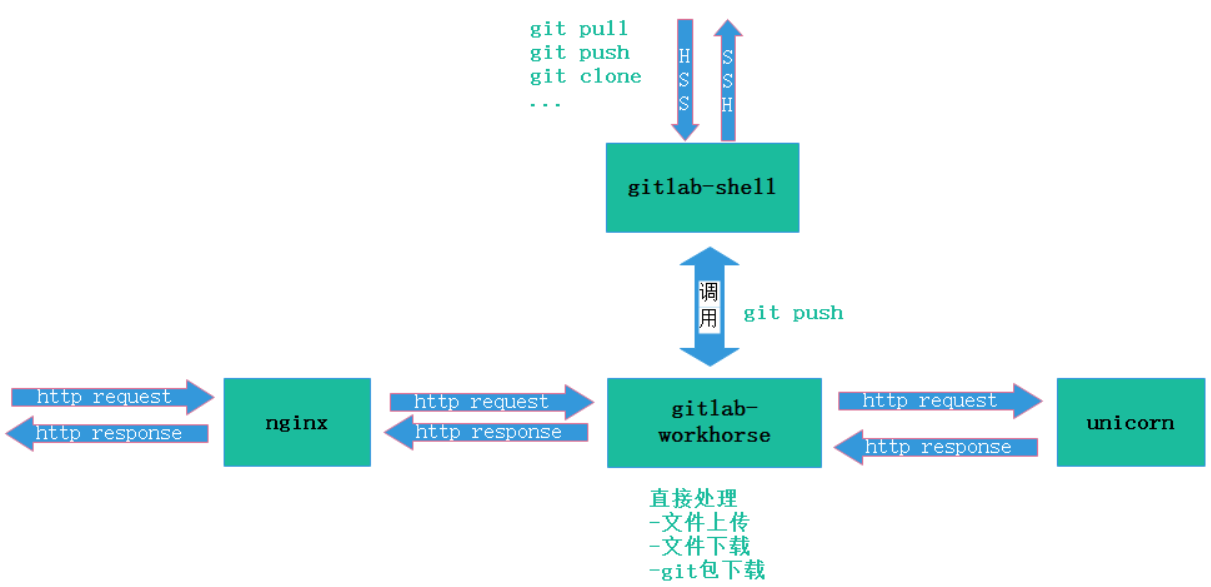 git pull
git push
git clone
...
HSS
SSH
gitlab-shell
调用
git push
http request
http response
nginx
http request
http response
gitlab-
workhorse
http request
http response
unicorn
直接处理
-文件上传
-文件下载
-git包下载